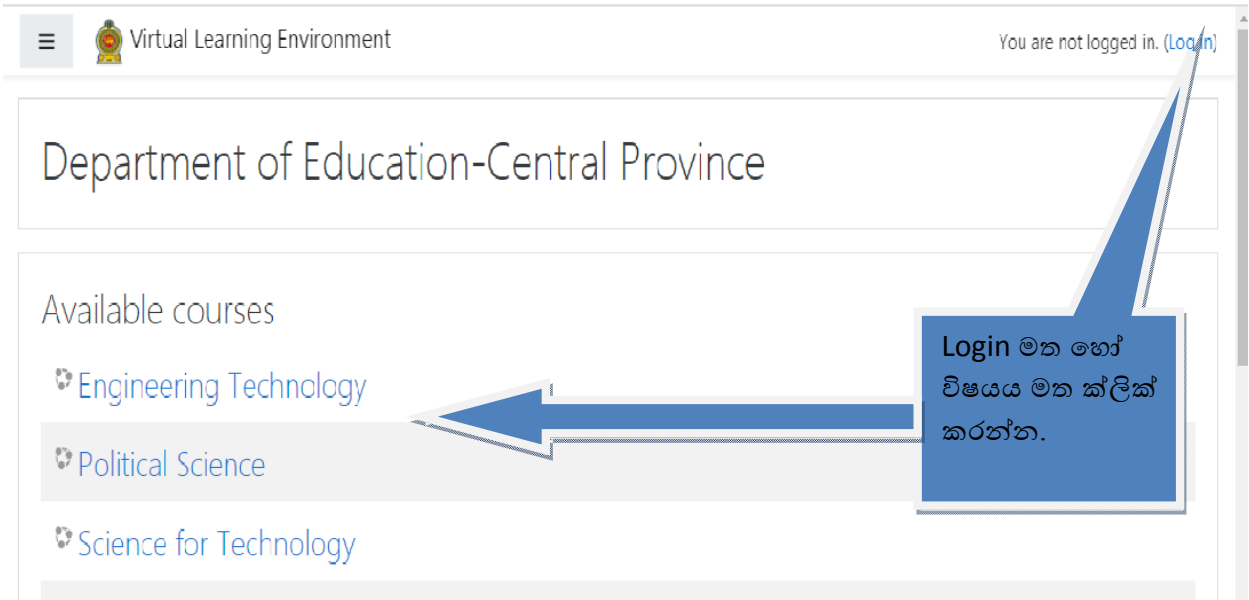 Virtual Learning Environment
You are not logged in. (Log in)
Department of Education-Central Province
Available courses
Engineering Technology
Political Science
Science for Technology
Login මත හෝ
විෂයය මත ක්ලික්
කරන්න.